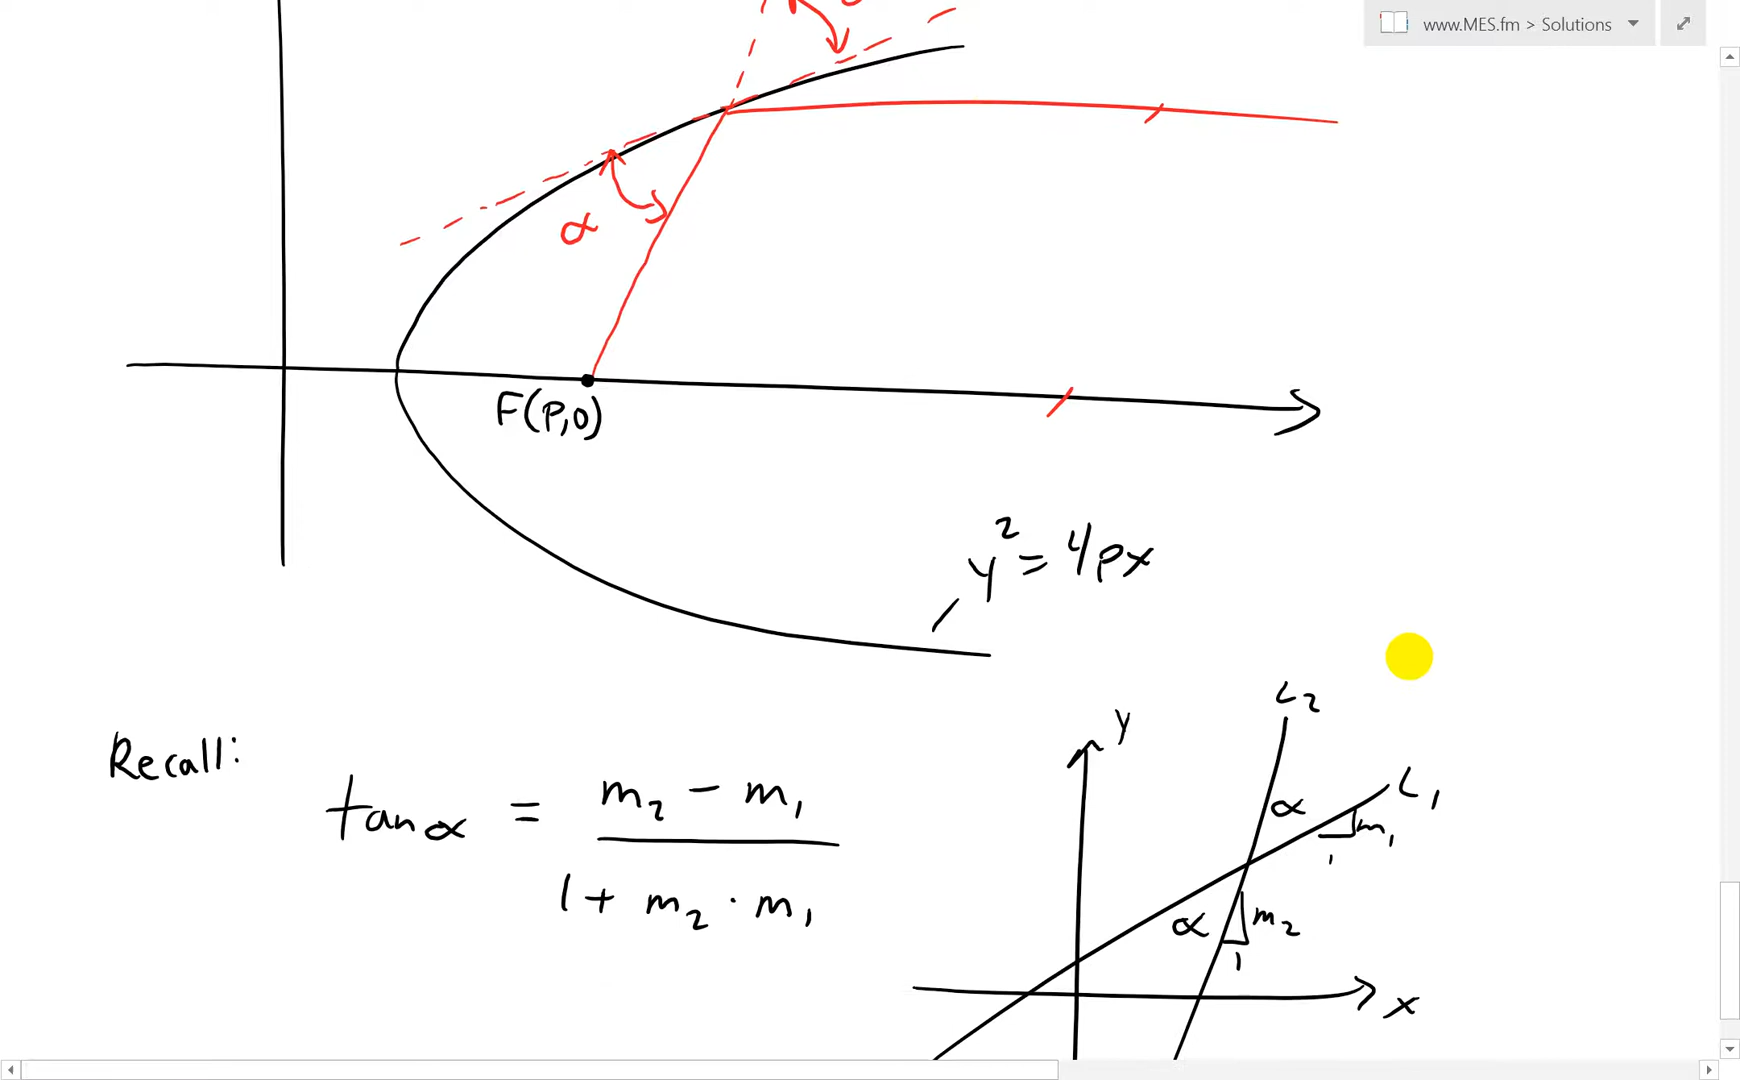 www.MES.fm > Solutions
α
F(p,0)
y² = 4px
Recall:
tan α = (m₂ - m₁) / (1 + m₂ · m₁)
y
L₂
L₁
α
m₁
1
α
m₂
1
x